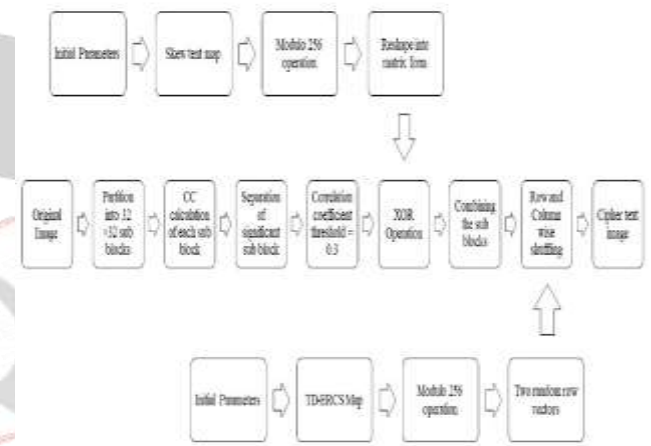 Initial Parameters
Skew tent map
Modulo 256
operation
Reshape into
matrix form
Original
Image
Partition
into 32
×32 sub
blocks
CC
calculation
of each sub
block
Separation
of
significant
sub block
Correlation
coefficient
threshold =
0.3
XOR
Operation
Combining
the sub
blocks
Row and
Column
wise
shuffling
Cipher text
image
Initial Parameters
TD-ERCS Map
Modulo 256
operation
Two random row
vectors